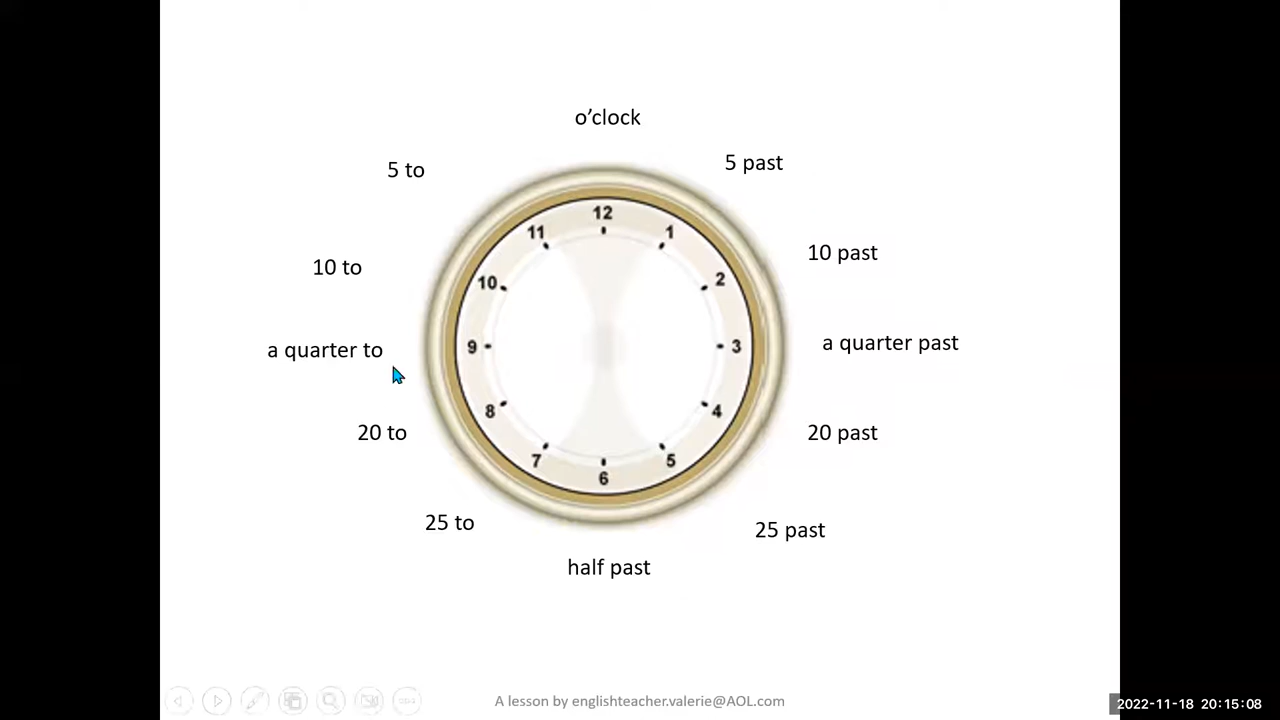 o’clock
5 to
5 past
12
11
1
10 to
10
2
10 past
a quarter to
9
3
a quarter past
20 to
8
4
20 past
7
5
6
25 to
25 past
half past
A lesson by englishteacher.valerie@AOL.com
2022-11-18 20:15:08